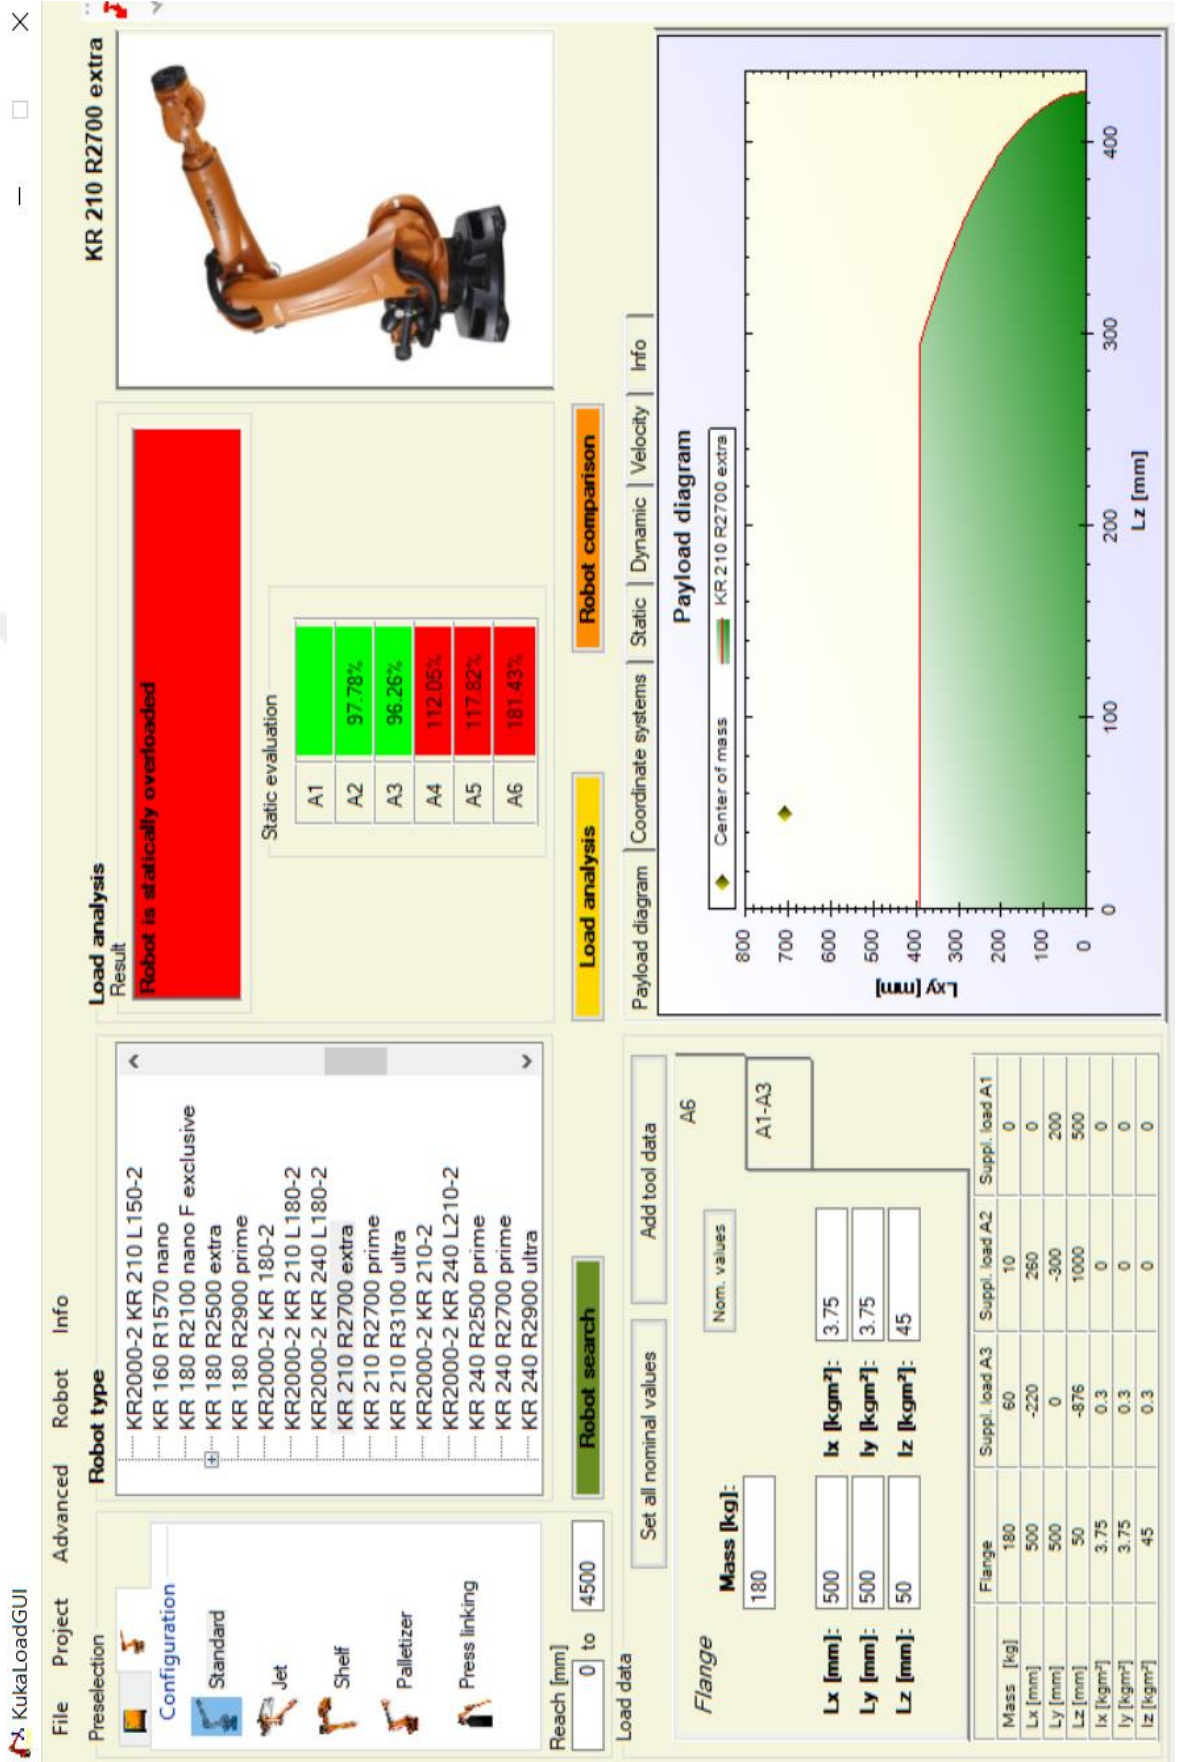 KukaLoadGUI
File Project Advanced Robot Info
Preselection
Configuration
Standard
Jet
Shelf
Palletizer
Press linking
Reach [mm]
0 to 4500
Robot type
KR2000-2 KR 210 L150-2
KR 160 R1570 nano
KR 180 R2100 nano F exclusive
KR 180 R2500 extra
KR 180 R2900 prime
KR2000-2 KR 180-2
KR2000-2 KR 210 L180-2
KR2000-2 KR 240 L180-2
KR 210 R2700 extra
KR 210 R2700 prime
KR 210 R3100 ultra
KR2000-2 KR 210-2
KR2000-2 KR 240 L210-2
KR 240 R2500 prime
KR 240 R2700 prime
KR 240 R2900 ultra
Robot search
Load analysis
Result
Robot is statically overloaded
Static evaluation
A1
A2 97.78%
A3 96.26%
A4 112.05%
A5 117.82%
A6 181.43%
Load analysis
Robot comparison
KR 210 R2700 extra
Load data
Set all nominal values
Add tool data
A6
A1-A3
Flange
Mass [kg]:
180
Nom. values
Lx [mm]: 500 Ix [kgm²]: 3.75
Ly [mm]: 500 Iy [kgm²]: 3.75
Lz [mm]: 50 Iz [kgm²]: 45
Flange Suppl. load A3 Suppl. load A2 Suppl. load A1
Mass [kg] 180 60 10 0
Lx [mm] 500 -220 260 0
Ly [mm] 500 0 -300 200
Lz [mm] 50 -876 1000 500
Ix [kgm²] 3.75 0.3 0 0
Iy [kgm²] 3.75 0.3 0 0
Iz [kgm²] 45 0.3 0 0
Payload diagram Coordinate systems Static Dynamic Velocity Info
Payload diagram
Center of mass KR 210 R2700 extra
Lxy [mm]
800
700
600
500
400
300
200
100
0
0 100 200 300 400
Lz [mm]